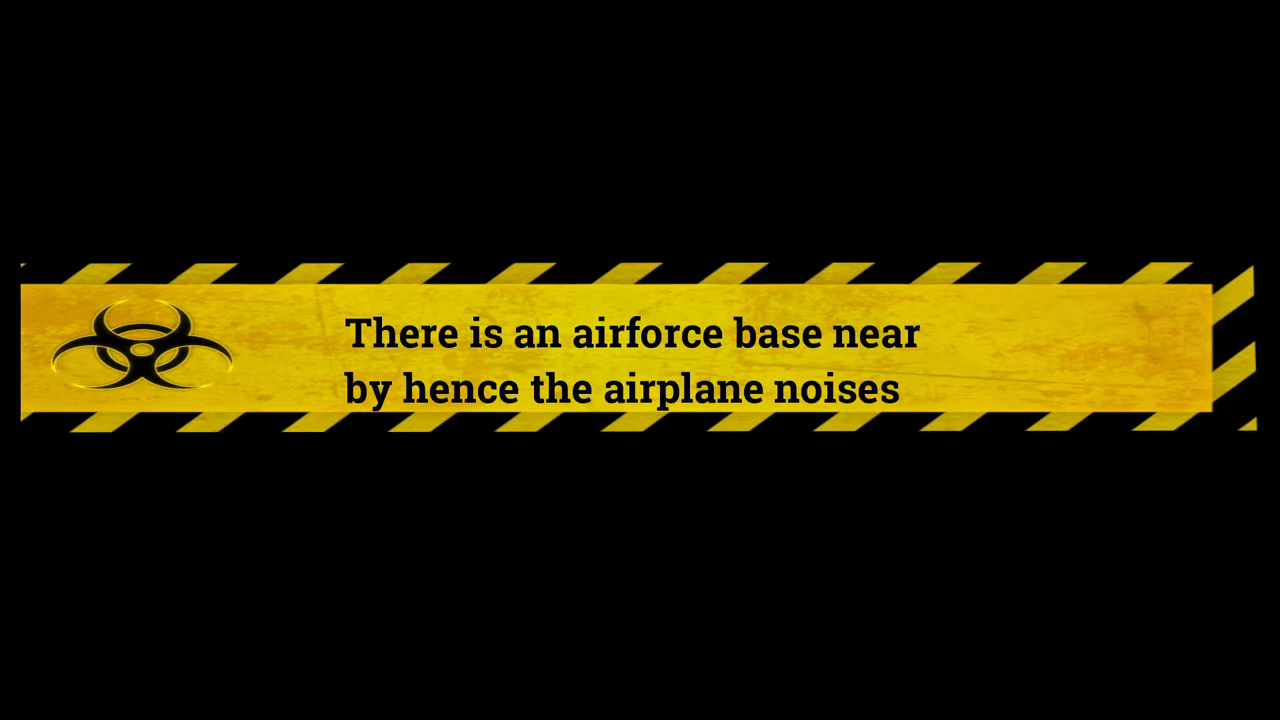 There is an airforce base near
by hence the airplane noises